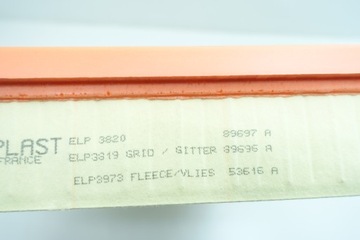 PLAST
FRANCE
ELP 3820 89697 A
ELP3819 GRID / GITTER 89696 A
ELP3973 FLEECE/VLIES 53616 A